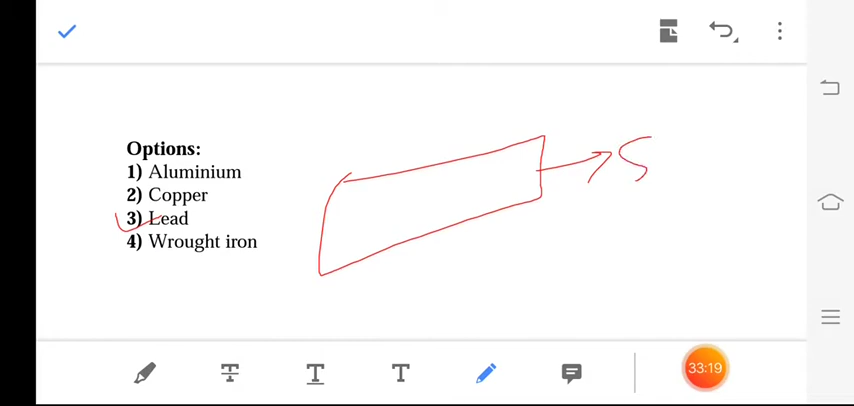 Options:
1) Aluminium
2) Copper
3) Lead
4) Wrought iron
S
T
T
T
33:19